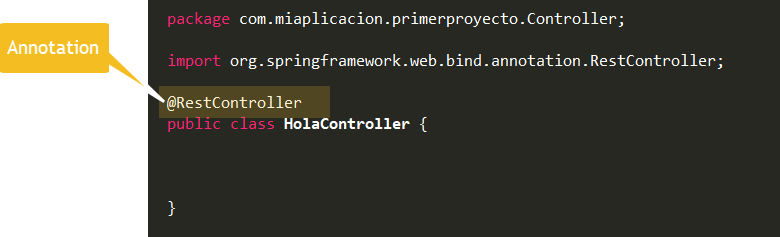 Annotation
package com.miaplicacion.primerproyecto.Controller;
import org.springframework.web.bind.annotation.RestController;
@RestController
public class HolaController {
}